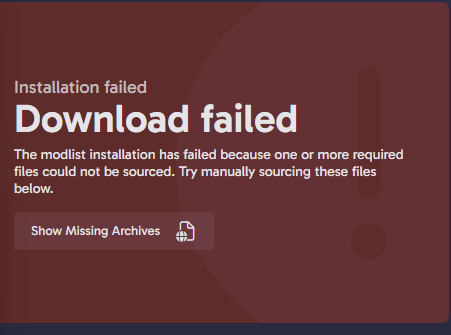 Installation failed
Download failed
The modlist installation has failed because one or more required
files could not be sourced. Try manually sourcing these files
below.
Show Missing Archives